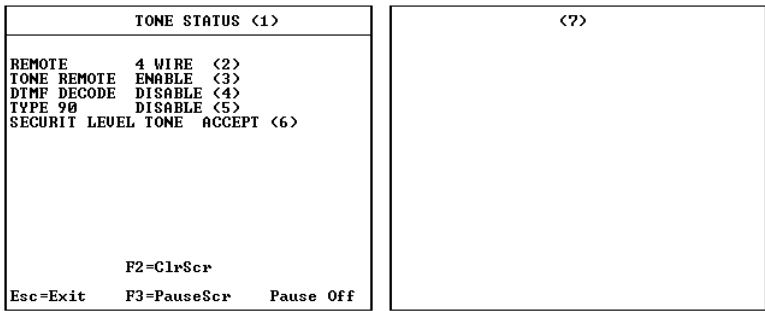 TONE STATUS (1)
REMOTE 4 WIRE (2)
TONE REMOTE ENABLE (3)
DTMF DECODE DISABLE (4)
TYPE 90 DISABLE (5)
SECURIT LEVEL TONE ACCEPT (6)
F2=ClrScr
Esc=Exit F3=PauseScr Pause Off
(7)